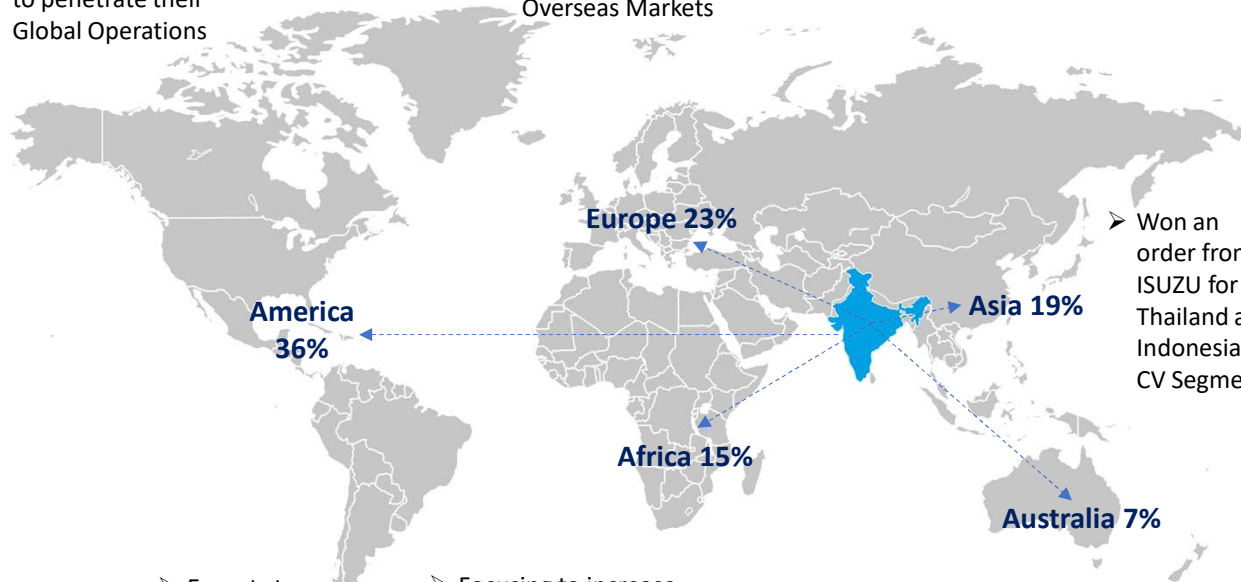 to penetrate their
Global Operations
Overseas Markets
Europe 23%
➢ Won an
order from
ISUZU for
Thailand a
Indonesia
CV Segme
Asia 19%
America
36%
Africa 15%
Australia 7%
➢ Focusing to increase